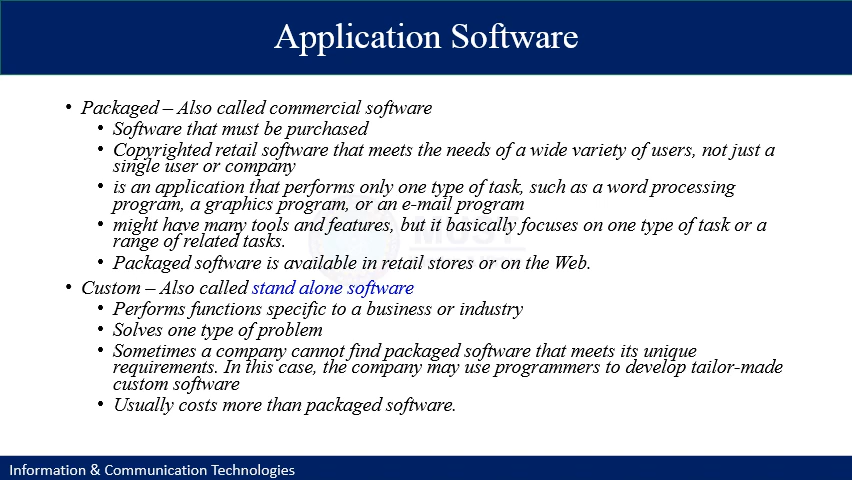 Application Software
• Packaged – Also called commercial software
• Software that must be purchased
• Copyrighted retail software that meets the needs of a wide variety of users, not just a
single user or company
• is an application that performs only one type of task, such as a word processing
program, a graphics program, or an e-mail program
• might have many tools and features, but it basically focuses on one type of task or a
range of related tasks.
MUST
• Packaged software is available in retail stores or on the Web.
• Custom – Also called stand alone software
• Performs functions specific to a business or industry
• Solves one type of problem
• Sometimes a company cannot find packaged software that meets its unique
requirements. In this case, the company may use programmers to develop tailor-made
custom software
• Usually costs more than packaged software.
Information & Communication Technologies